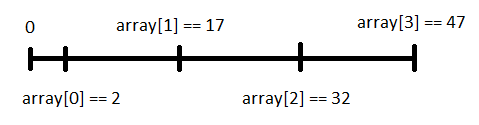 0
array[1] == 17
array[3] == 47
array[0] == 2
array[2] == 32